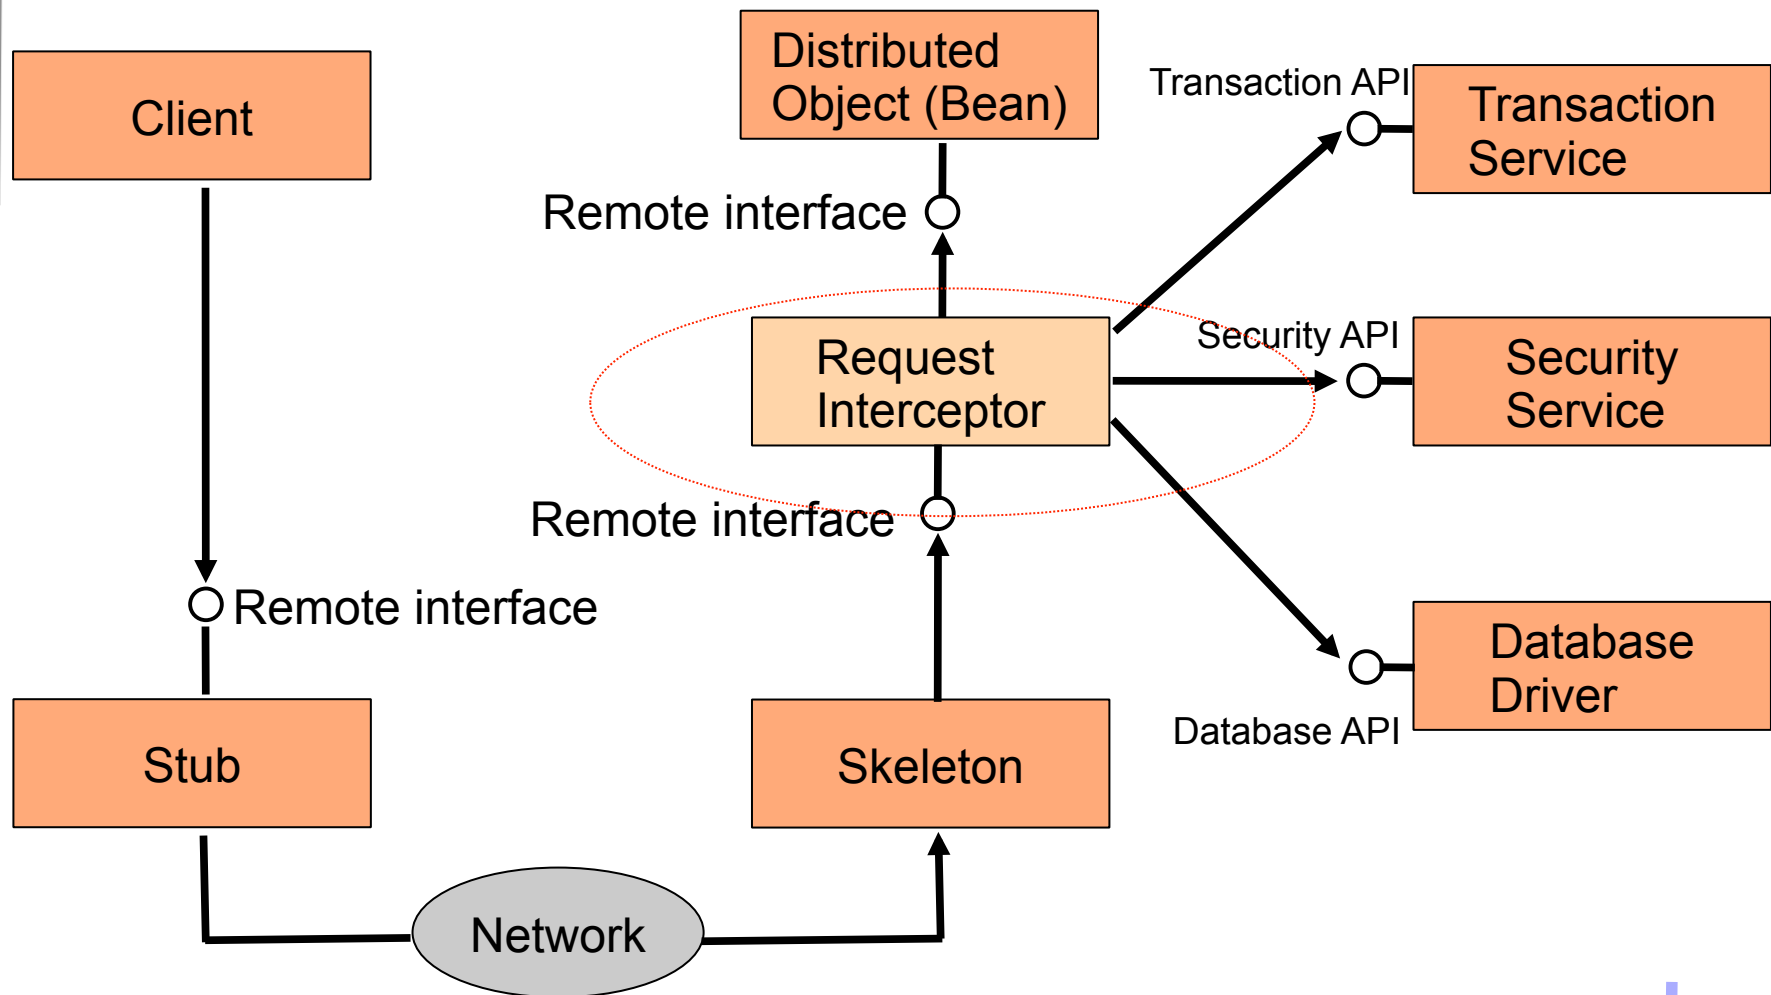 Client
Distributed
Object (Bean)
Transaction API
Transaction
Service
Remote interface
Request
Interceptor
Security API
Security
Service
Remote interface
Remote interface
Database
Driver
Database API
Stub
Skeleton
Network